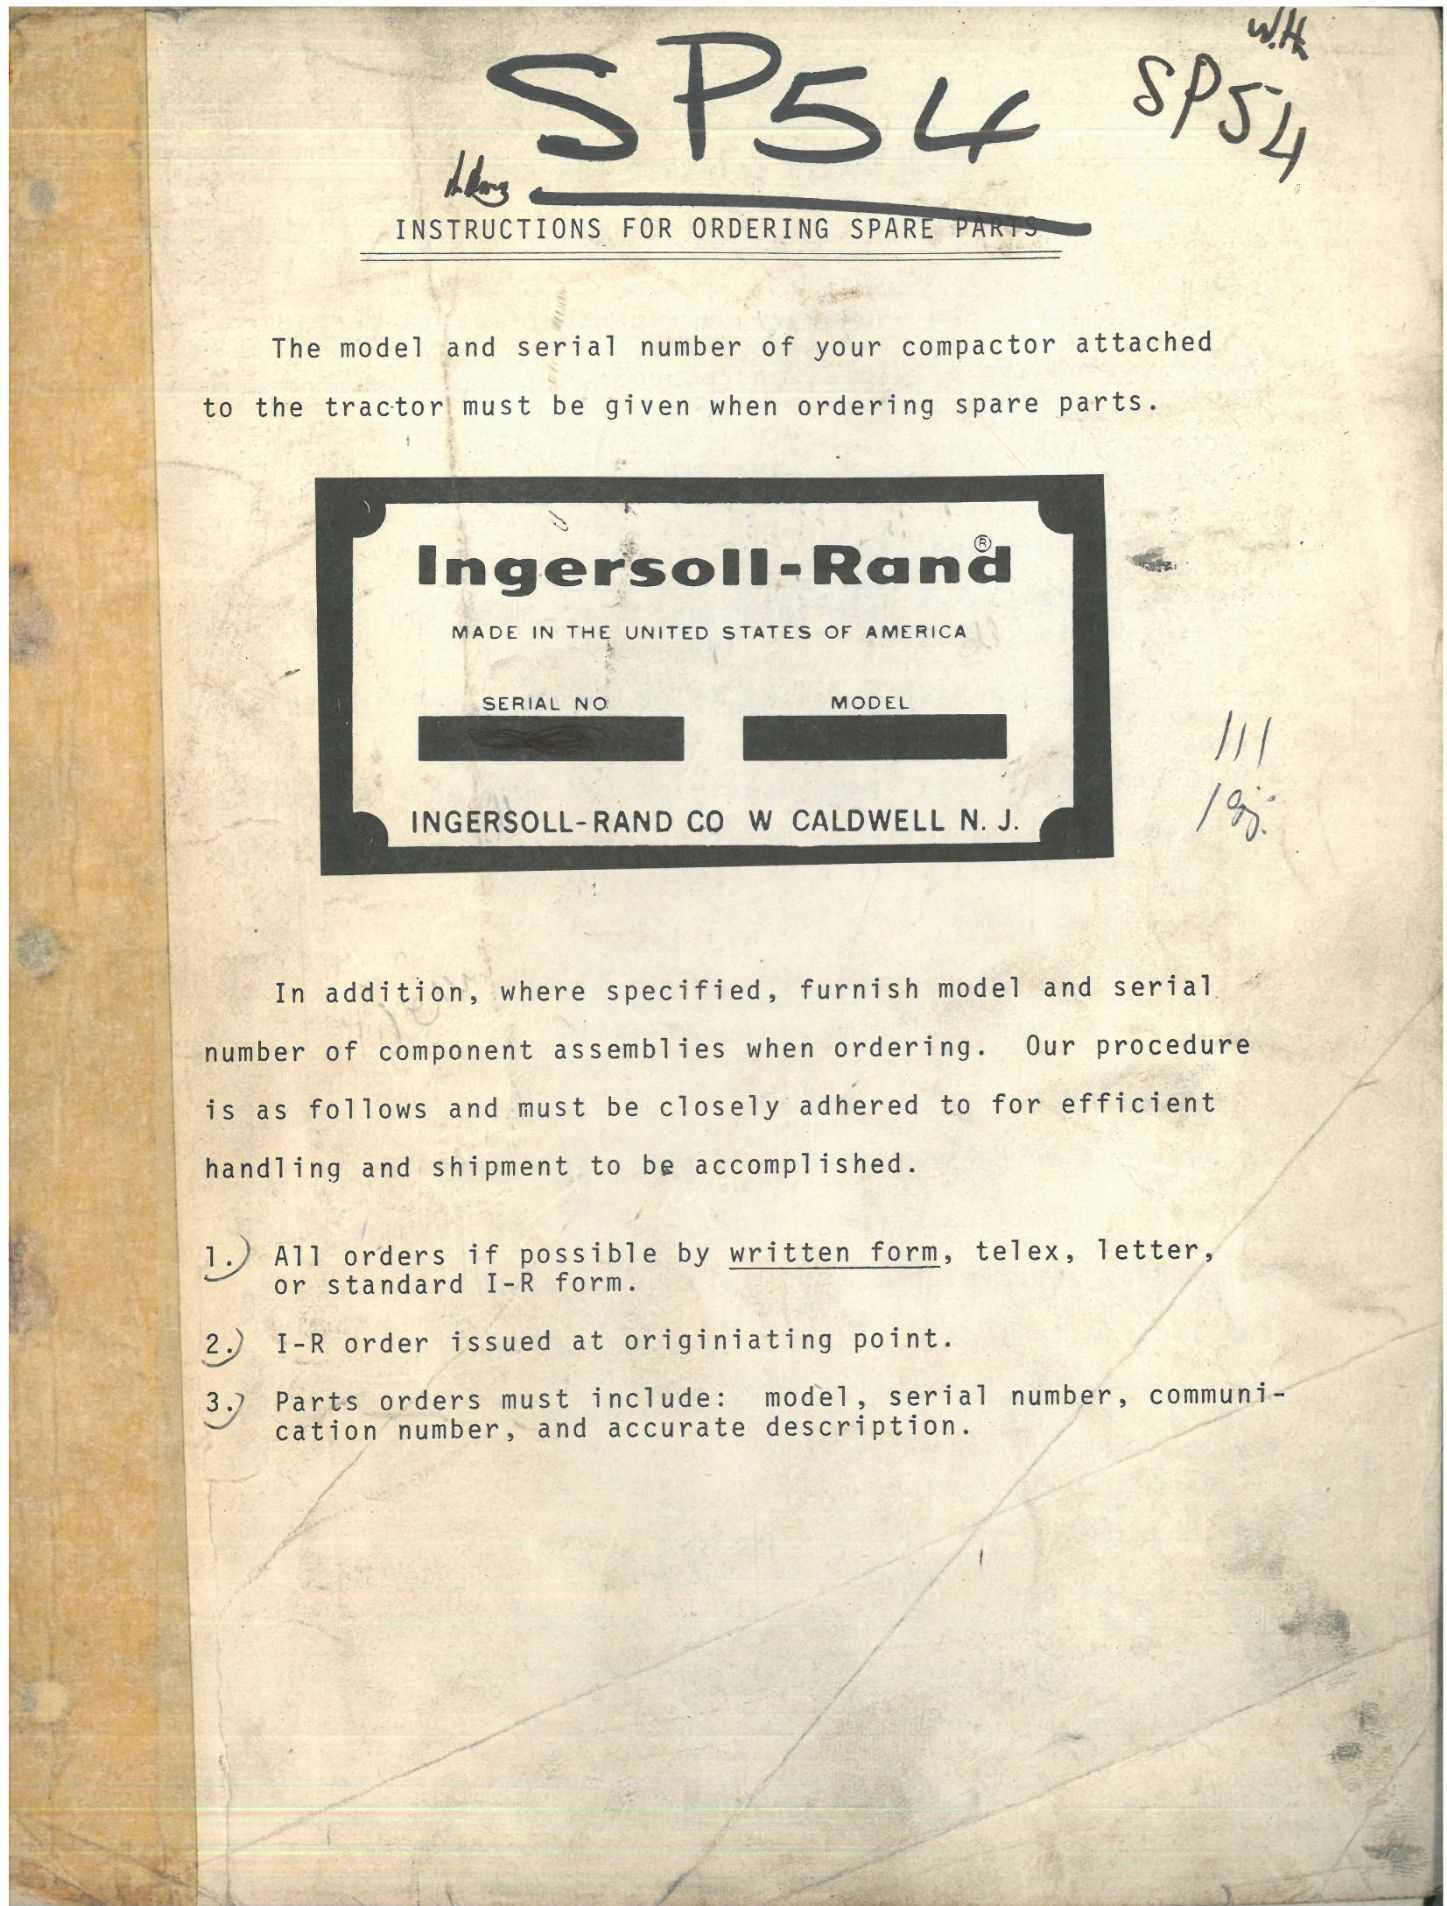 W.H.
SP54
SP54
INSTRUCTIONS FOR ORDERING SPARE PARTS
The model and serial number of your compactor attached
to the tractor must be given when ordering spare parts.
Ingersoll-Rand®
MADE IN THE UNITED STATES OF AMERICA
SERIAL NO MODEL
INGERSOLL-RAND CO W CALDWELL N. J.
111
In addition, where specified, furnish model and serial
number of component assemblies when ordering. Our procedure
is as follows and must be closely adhered to for efficient
handling and shipment to be accomplished.
1.) All orders if possible by written form, telex, letter,
or standard I-R form.
2.) I-R order issued at originiating point.
3.) Parts orders must include: model, serial number, communi-
cation number, and accurate description.